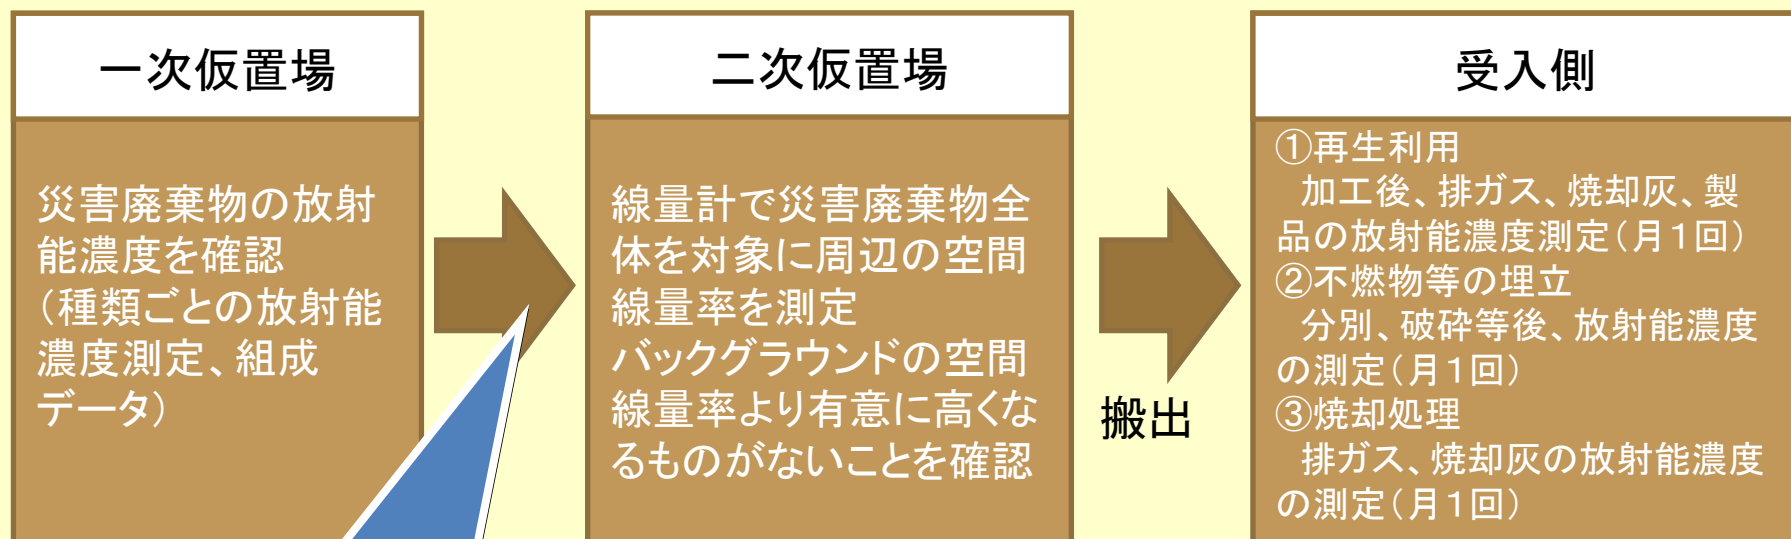 一次仮置場
災害廃棄物の放射
能濃度を確認
（種類ごとの放射能
濃度測定、組成
データ）
二次仮置場
線量計で災害廃棄物全
体を対象に周辺の空間
線量率を測定
バックグラウンドの空間
線量率より有意に高くな
るものがないことを確認
搬出
受入側
①再生利用
加工後、排ガス、焼却灰、製
品の放射能濃度測定（月１回）
②不燃物等の埋立
分別、破砕等後、放射能濃度
の測定（月１回）
③焼却処理
排ガス、焼却灰の放射能濃度
の測定（月１回）